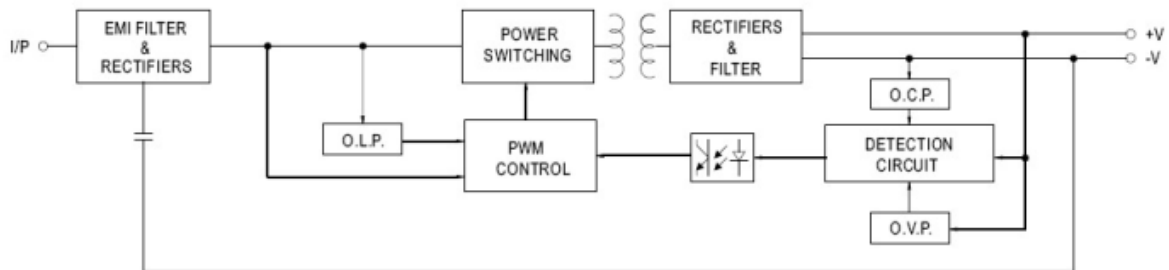 I/P
EMI FILTER
&
RECTIFIERS
POWER
SWITCHING
RECTIFIERS
&
FILTER
+V
-V
O.C.P.
O.L.P.
PWM
CONTROL
DETECTION
CIRCUIT
O.V.P.